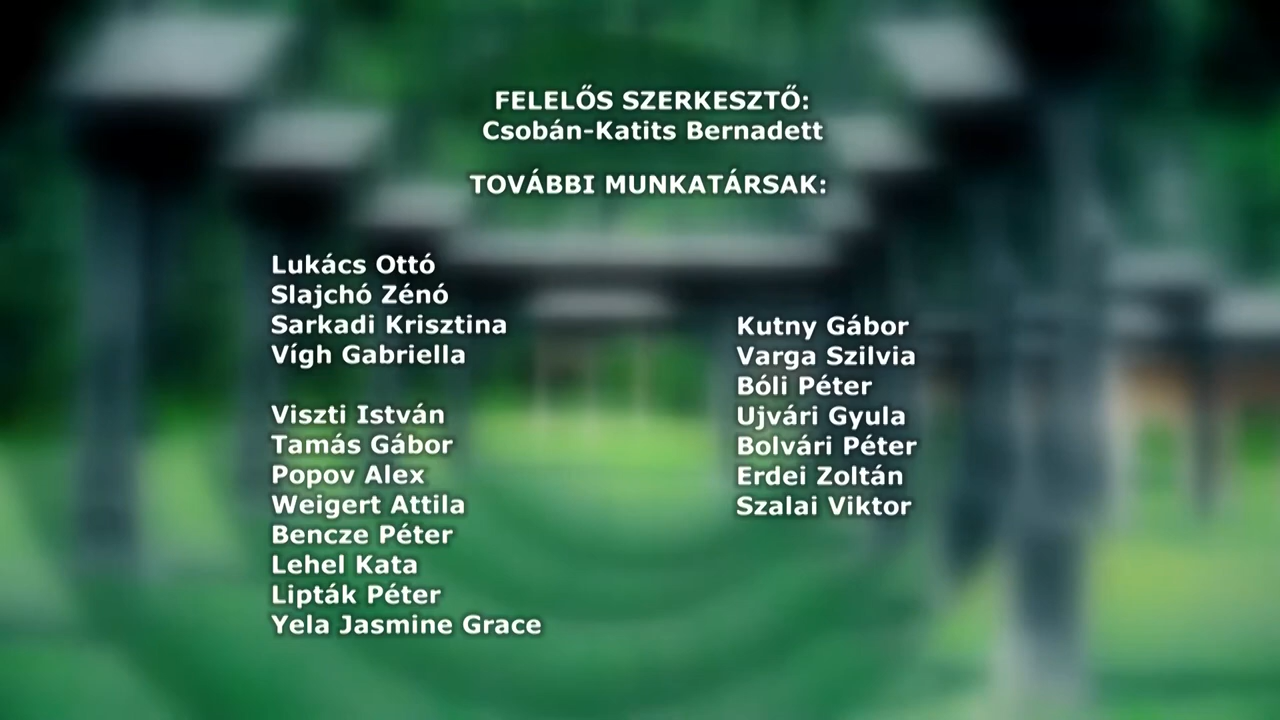 FELELŐS SZERKESZTŐ:
Csobán-Katits Bernadett
TOVÁBBI MUNKATÁRSAK:
Lukács Ottó
Slajchó Zénó
Sarkadi Krisztina
Vígh Gabriella
Viszti István
Tamás Gábor
Popov Alex
Weigert Attila
Bencze Péter
Lehel Kata
Lipták Péter
Yela Jasmine Grace
Kutny Gábor
Varga Szilvia
Bóli Péter
Ujvári Gyula
Bolvári Péter
Erdei Zoltán
Szalai Viktor